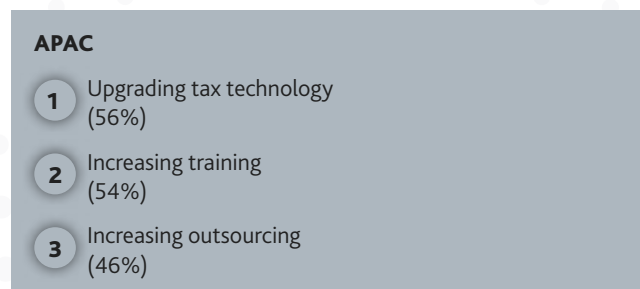 APAC
1 Upgrading tax technology
(56%)
2 Increasing training
(54%)
3 Increasing outsourcing
(46%)